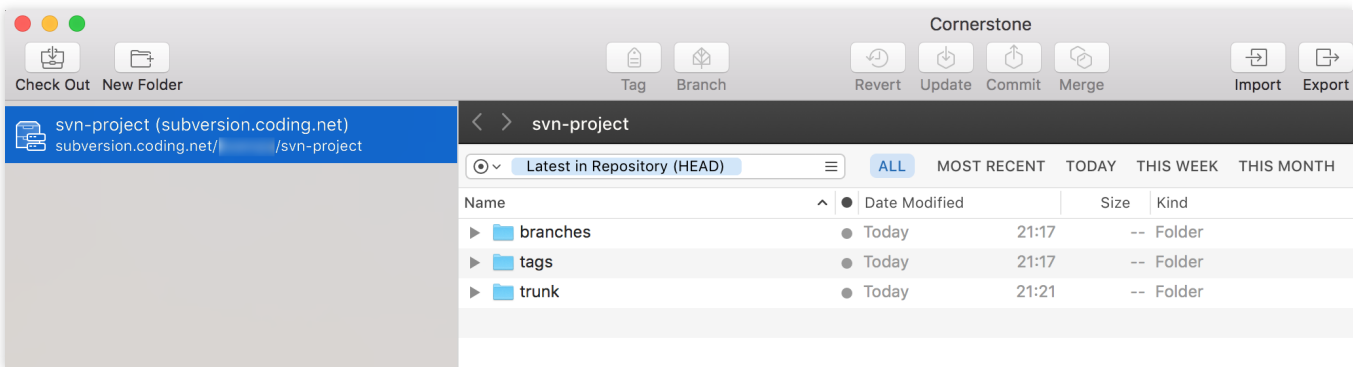 Cornerstone
Check Out New Folder Tag Branch Revert Update Commit Merge Import Export
svn-project (subversion.coding.net)
subversion.coding.net/ /svn-project
svn-project
Latest in Repository (HEAD) ALL MOST RECENT TODAY THIS WEEK THIS MONTH
Name Date Modified Size Kind
branches Today 21:17 -- Folder
tags Today 21:17 -- Folder
trunk Today 21:21 -- Folder